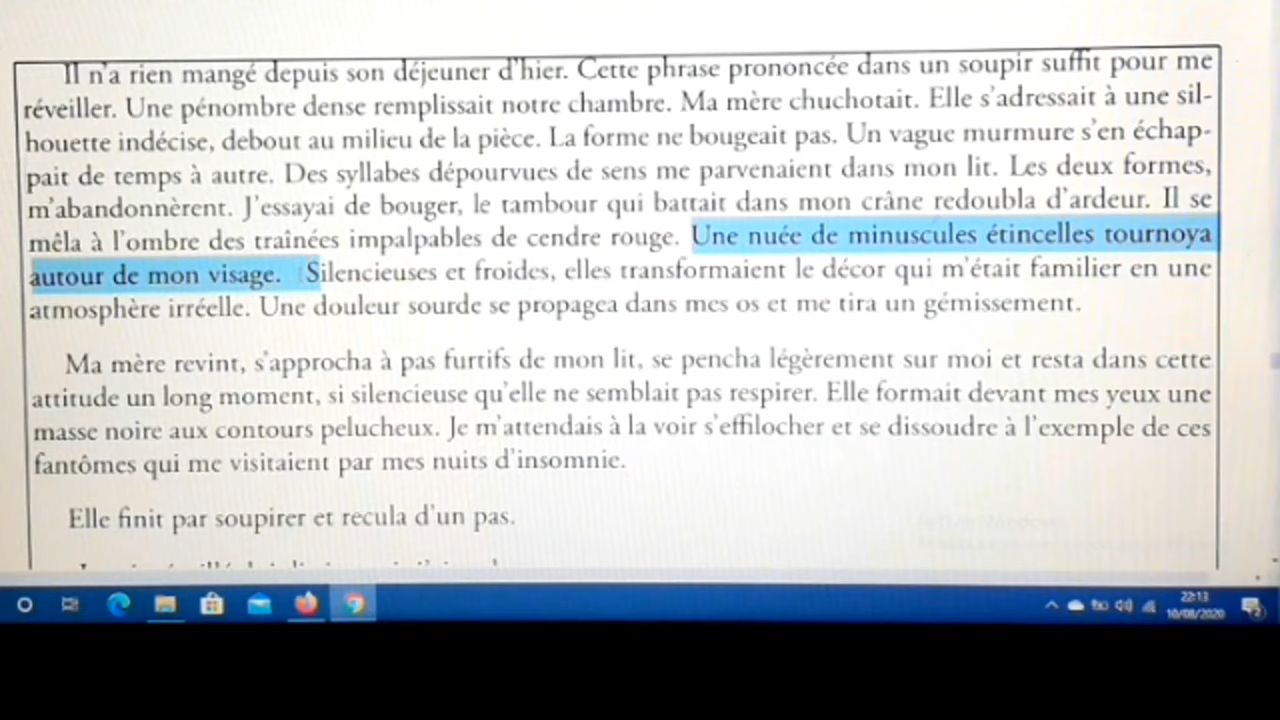 Il n'a rien mangé depuis son déjeuner d'hier. Cette phrase prononcée dans un soupir suffit pour me
réveiller. Une pénombre dense remplissait notre chambre. Ma mère chuchotait. Elle s'adressait à une sil-
houette indécise, debout au milieu de la pièce. La forme ne bougeait pas. Un vague murmure s'en échap-
pait de temps à autre. Des syllabes dépourvues de sens me parvenaient dans mon lit. Les deux formes,
m'abandonnèrent. J'essayai de bouger, le tambour qui battait dans mon crâne redoubla d'ardeur. Il se
mêla à l'ombre des traînées impalpables de cendre rouge. Une nuée de minuscules étincelles tournoya
autour de mon visage. Silencieuses et froides, elles transformaient le décor qui m'était familier en une
atmosphère irréelle. Une douleur sourde se propagea dans mes os et me tira un gémissement.
Ma mère revint, s'approcha à pas furtifs de mon lit, se pencha légèrement sur moi et resta dans cette
attitude un long moment, si silencieuse qu'elle ne semblait pas respirer. Elle formait devant mes yeux une
masse noire aux contours pelucheux. Je m'attendais à la voir s'effilocher et se dissoudre à l'exemple de ces
fantômes qui me visitaient par mes nuits d'insomnie.
Elle finit par soupirer et recula d'un pas.
22:13
10/08/2020